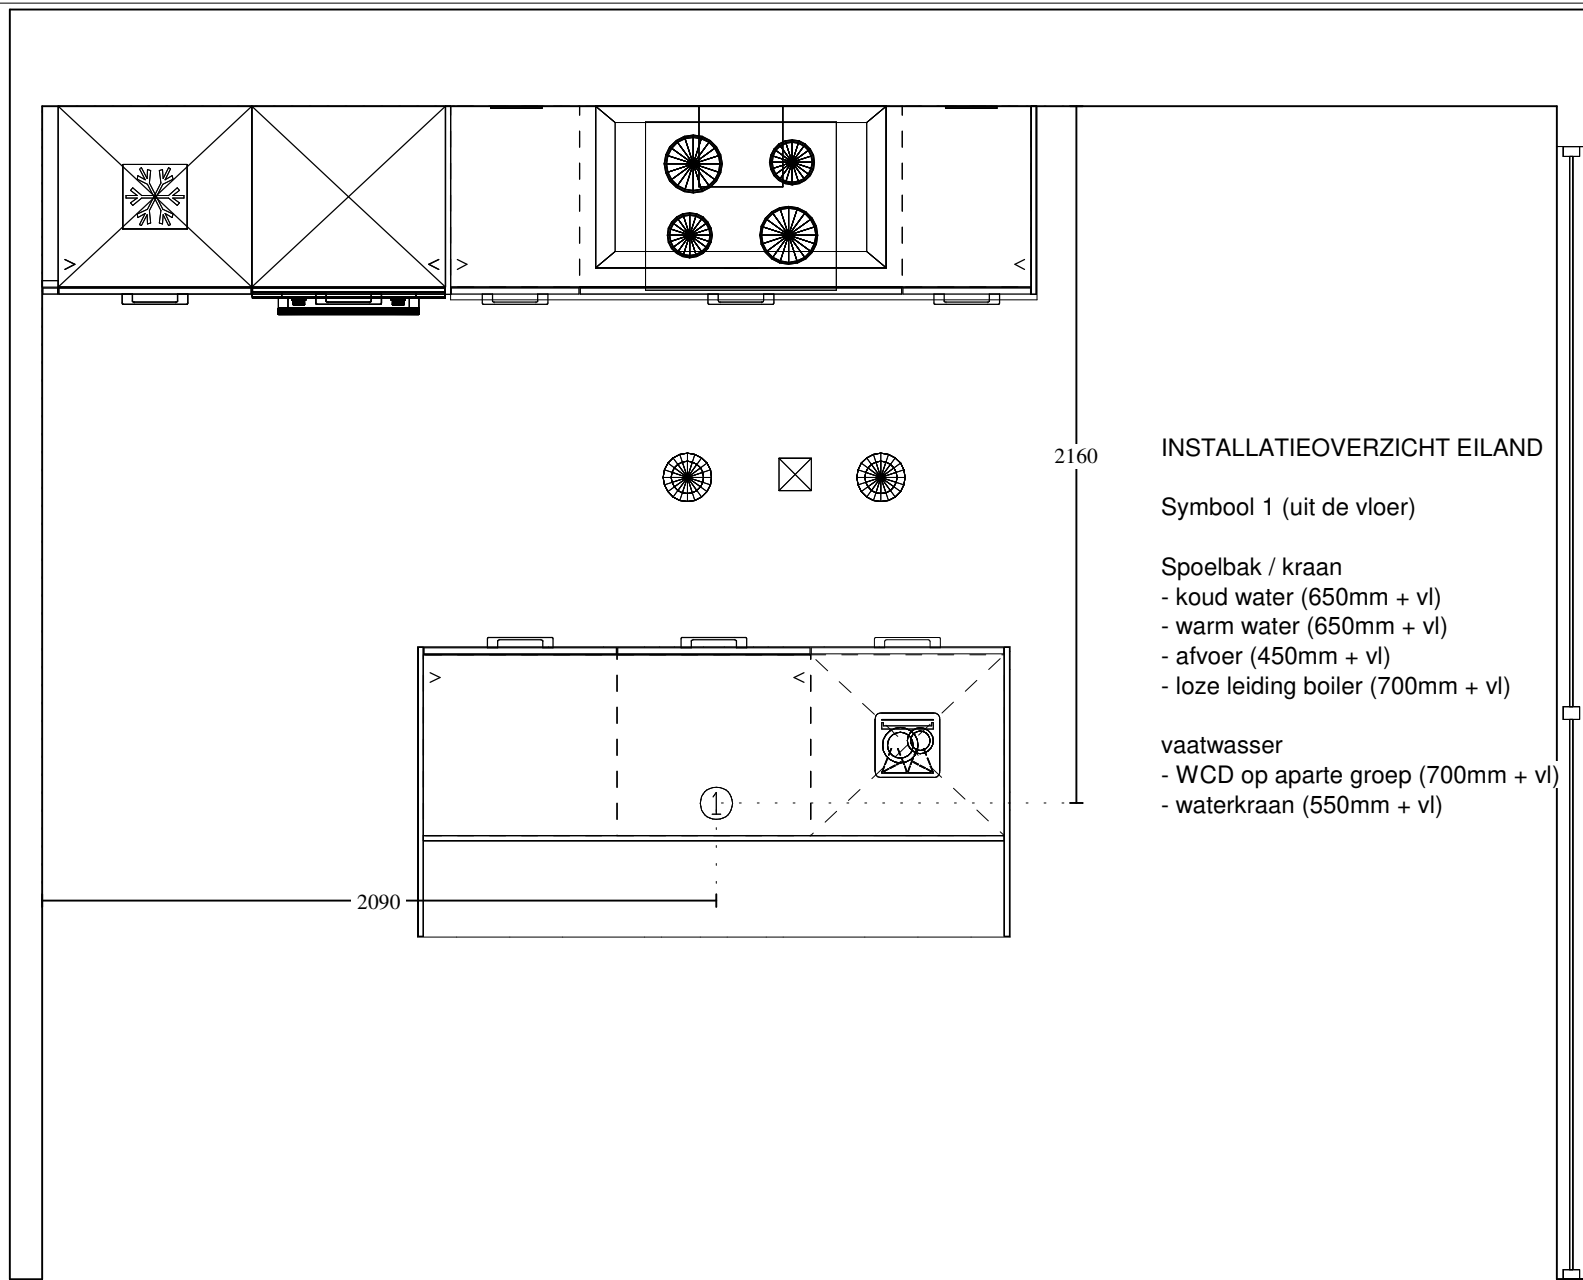 2160
INSTALLATIEOVERZICHT EILAND
Symbool 1 (uit de vloer)
Spoelbak / kraan
- koud water (650mm + vl)
- warm water (650mm + vl)
- afvoer (450mm + vl)
- loze leiding boiler (700mm + vl)
vaatwasser
- WCD op aparte groep (700mm + vl)
- waterkraan (550mm + vl)
1
2090